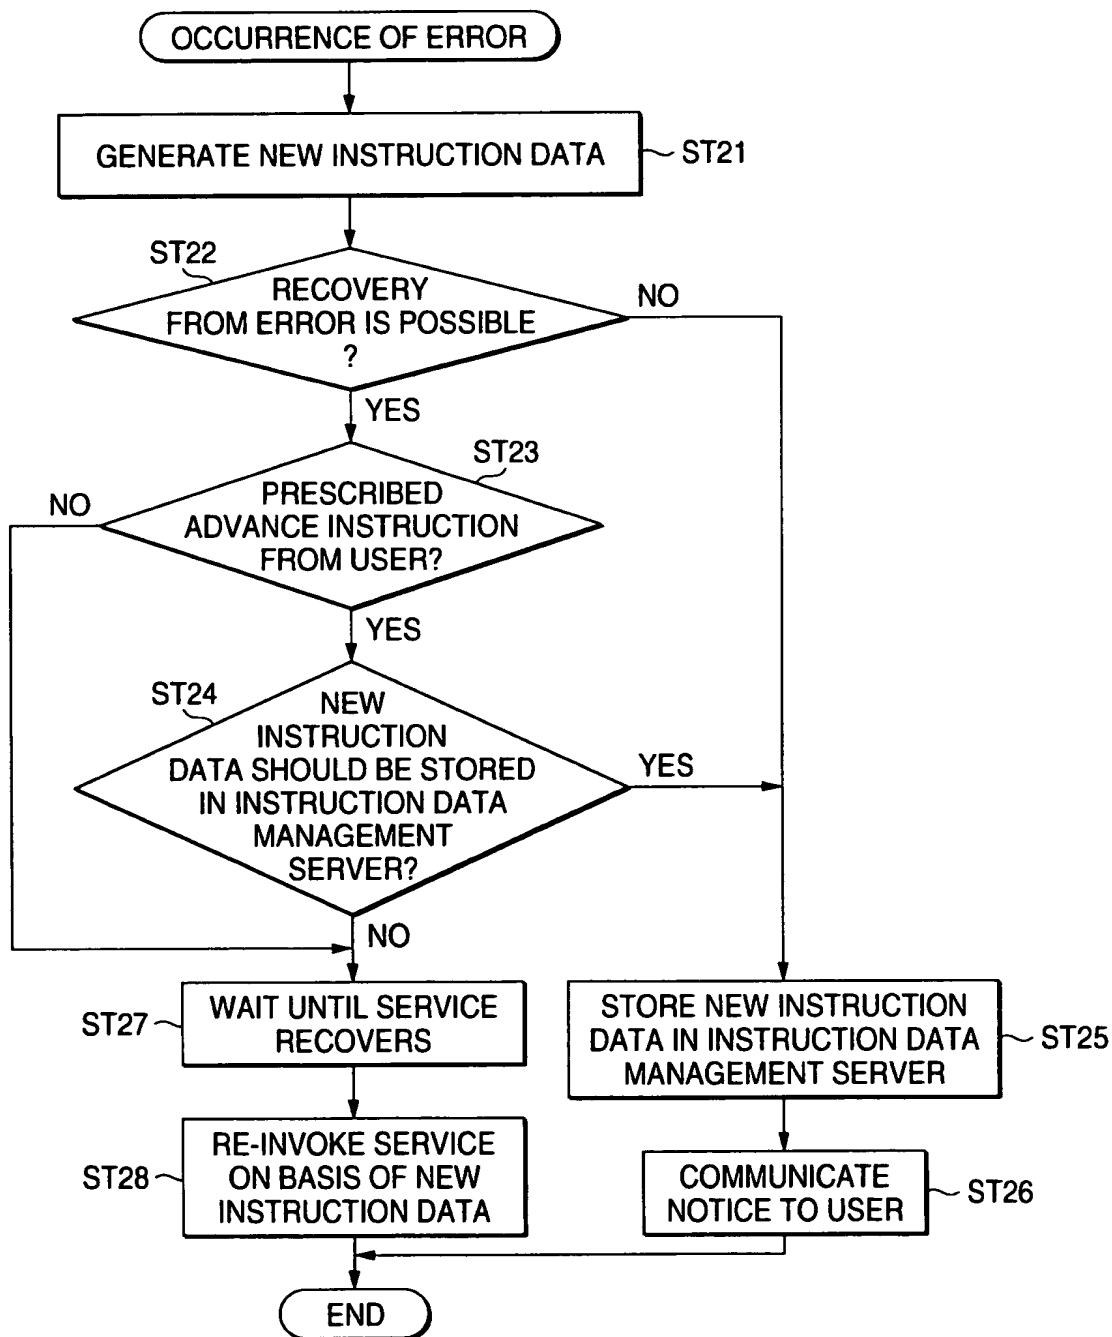 OCCURRENCE OF ERROR
GENERATE NEW INSTRUCTION DATA
ST21
ST22
RECOVERY
FROM ERROR IS POSSIBLE
?
NO
YES
ST23
PRESCRIBED
ADVANCE INSTRUCTION
FROM USER?
NO
YES
ST24
NEW
INSTRUCTION
DATA SHOULD BE STORED
IN INSTRUCTION DATA
MANAGEMENT
SERVER?
YES
NO
ST27
WAIT UNTIL SERVICE
RECOVERS
STORE NEW INSTRUCTION
DATA IN INSTRUCTION DATA
MANAGEMENT SERVER
ST25
ST28
RE-INVOKE SERVICE
ON BASIS OF NEW
INSTRUCTION DATA
COMMUNICATE
NOTICE TO USER
ST26
END